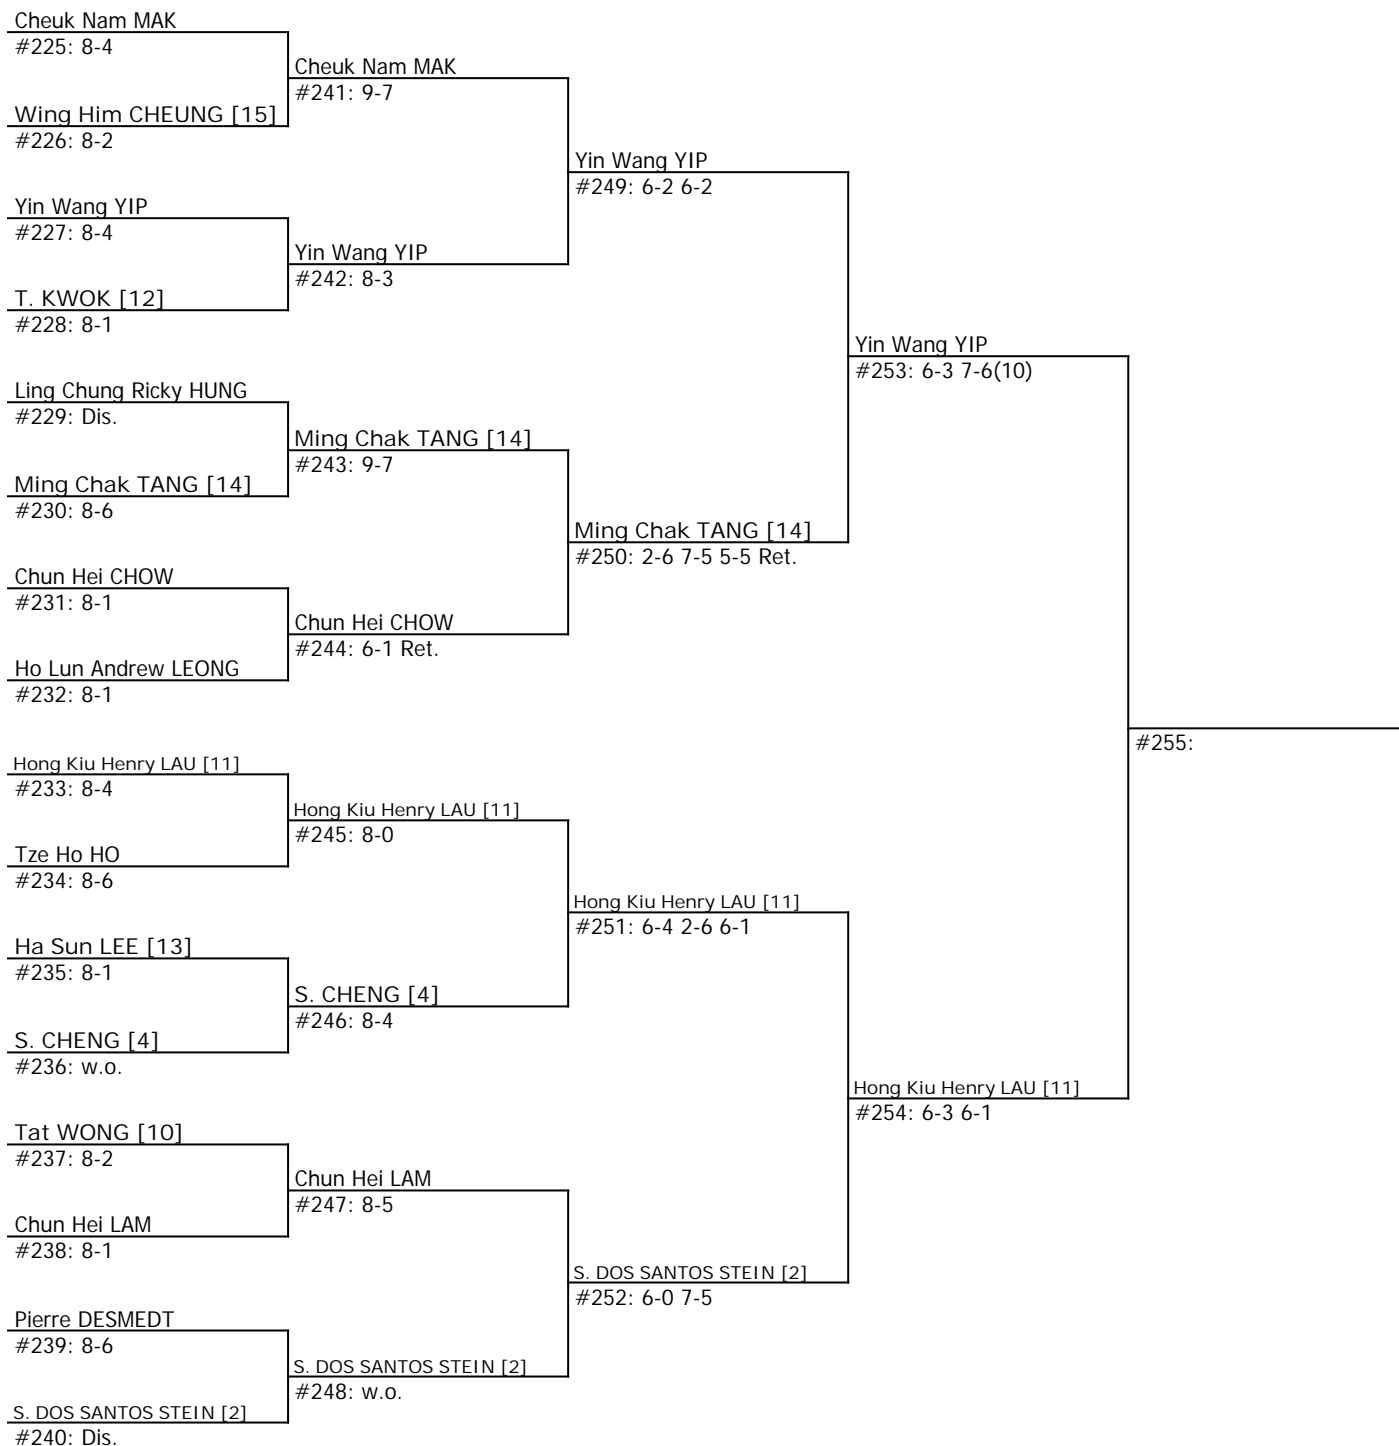 Cheuk Nam MAK
#225: 8-4
Cheuk Nam MAK
#241: 9-7
Wing Him CHEUNG [15]
#226: 8-2
Yin Wang YIP
#249: 6-2 6-2
Yin Wang YIP
#227: 8-4
Yin Wang YIP
#242: 8-3
T. KWOK [12]
#228: 8-1
Yin Wang YIP
#253: 6-3 7-6(10)
Ling Chung Ricky HUNG
#229: Dis.
Ming Chak TANG [14]
#243: 9-7
Ming Chak TANG [14]
#230: 8-6
Ming Chak TANG [14]
#250: 2-6 7-5 5-5 Ret.
Chun Hei CHOW
#231: 8-1
Chun Hei CHOW
#244: 6-1 Ret.
Ho Lun Andrew LEONG
#232: 8-1
#255:
Hong Kiu Henry LAU [11]
#233: 8-4
Hong Kiu Henry LAU [11]
#245: 8-0
Tze Ho HO
#234: 8-6
Hong Kiu Henry LAU [11]
#251: 6-4 2-6 6-1
Ha Sun LEE [13]
#235: 8-1
S. CHENG [4]
#246: 8-4
S. CHENG [4]
#236: w.o.
Hong Kiu Henry LAU [11]
#254: 6-3 6-1
Tat WONG [10]
#237: 8-2
Chun Hei LAM
#247: 8-5
Chun Hei LAM
#238: 8-1
S. DOS SANTOS STEIN [2]
#252: 6-0 7-5
Pierre DESMEDT
#239: 8-6
S. DOS SANTOS STEIN [2]
#248: w.o.
S. DOS SANTOS STEIN [2]
#240: Dis.